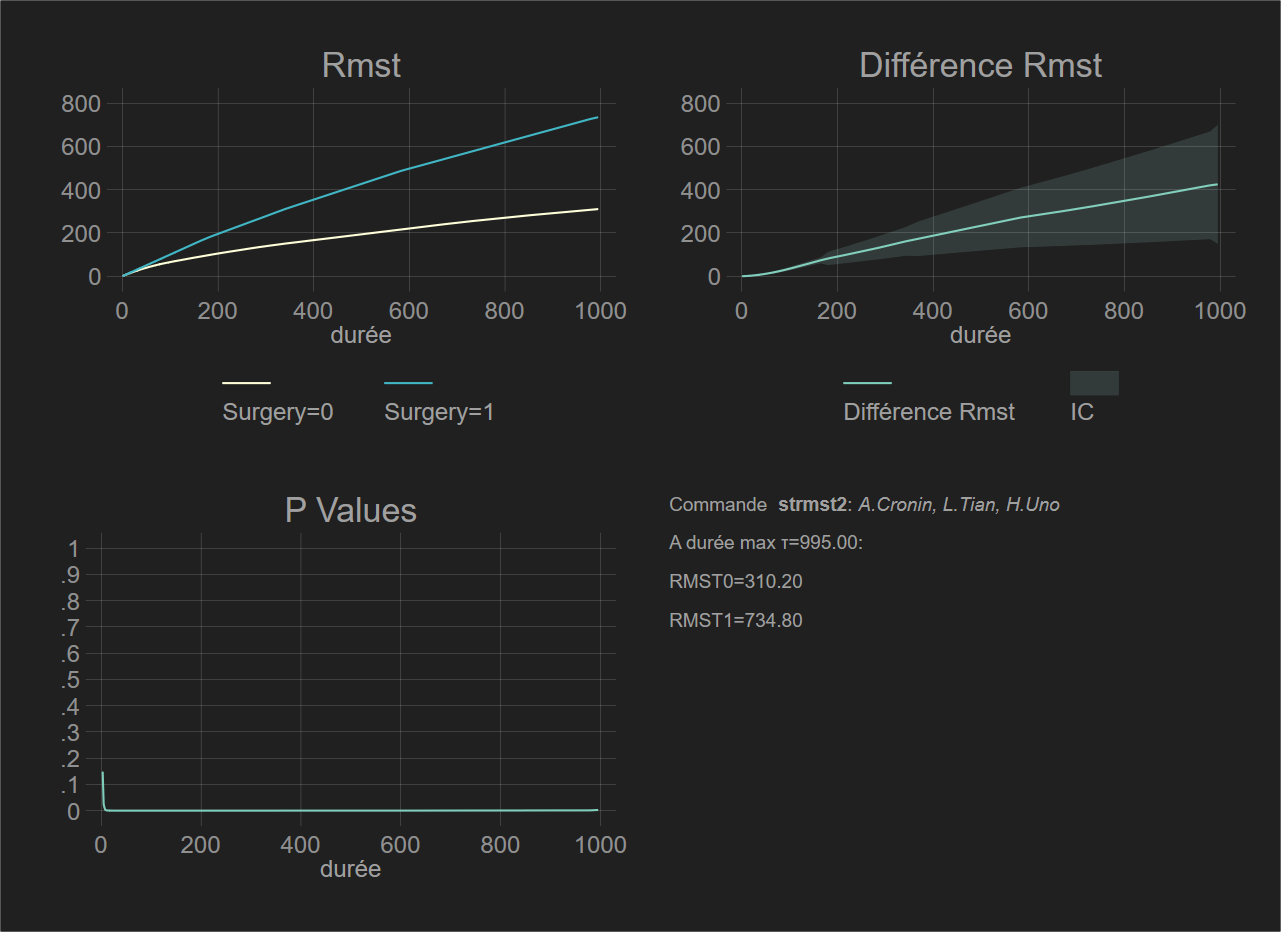 Rmst
800
600
400
200
0
0 200 400 600 800 1000
durée
Surgery=0 Surgery=1
Différence Rmst
800
600
400
200
0
0 200 400 600 800 1000
durée
Différence Rmst IC
P Values
1
.9
.8
.7
.6
.5
.4
.3
.2
.1
0
0 200 400 600 800 1000
durée
Commande strmst2: A.Cronin, L.Tian, H.Uno
A durée max τ=995.00:
RMST0=310.20
RMST1=734.80